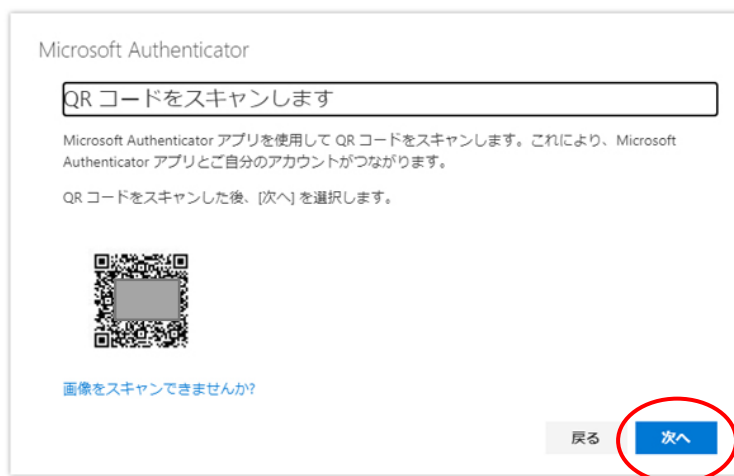 Microsoft Authenticator
QR コードをスキャンします
Microsoft Authenticator アプリを使用して QR コードをスキャンします。これにより、Microsoft
Authenticator アプリとご自分のアカウントがつながります。
QR コードをスキャンした後、[次へ] を選択します。
画像をスキャンできませんか?
戻る
次へ